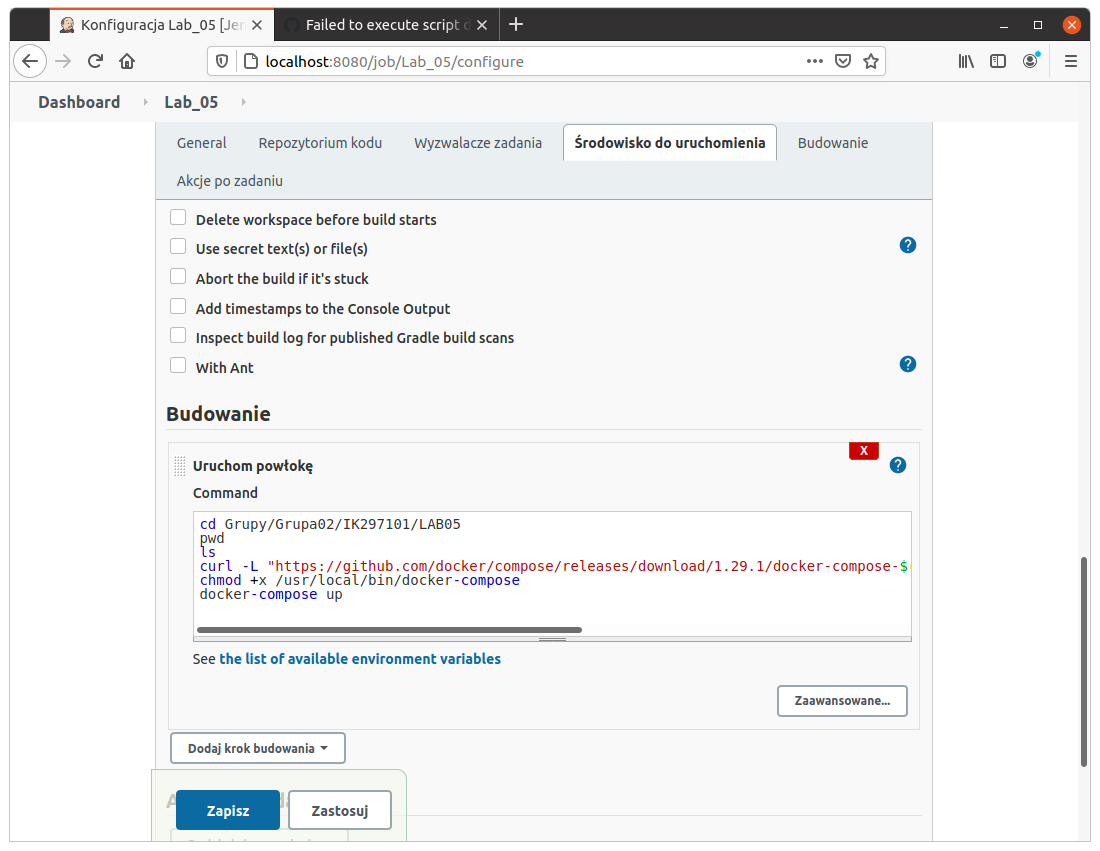 Konfiguracja Lab_05 [Jen
Failed to execute script d
localhost:8080/job/Lab_05/configure
Dashboard
Lab_05
General
Repozytorium kodu
Wyzwalacze zadania
Środowisko do uruchomienia
Budowanie
Akcje po zadaniu
Delete workspace before build starts
Use secret text(s) or file(s)
Abort the build if it's stuck
Add timestamps to the Console Output
Inspect build log for published Gradle build scans
With Ant
Budowanie
X
Uruchom powłokę
Command
cd Grupy/Grupa02/IK297101/LAB05
pwd
ls
curl -L "https://github.com/docker/compose/releases/download/1.29.1/docker-compose-$(
chmod +x /usr/local/bin/docker-compose
docker-compose up
See the list of available environment variables
Zaawansowane...
Dodaj krok budowania
Zapisz
Zastosuj